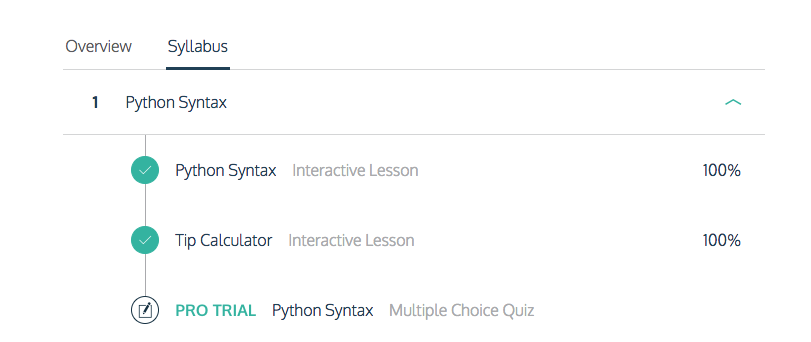 Overview Syllabus
1 Python Syntax
Python Syntax Interactive Lesson 100%
Tip Calculator Interactive Lesson 100%
PRO TRIAL Python Syntax Multiple Choice Quiz